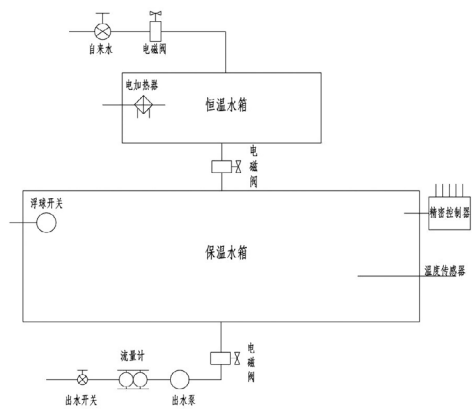 自来水
电磁阀
电加热器
恒温水箱
电磁阀
浮球开关
精密控制器
保温水箱
温度传感器
流量计
电磁阀
出水开关
出水泵